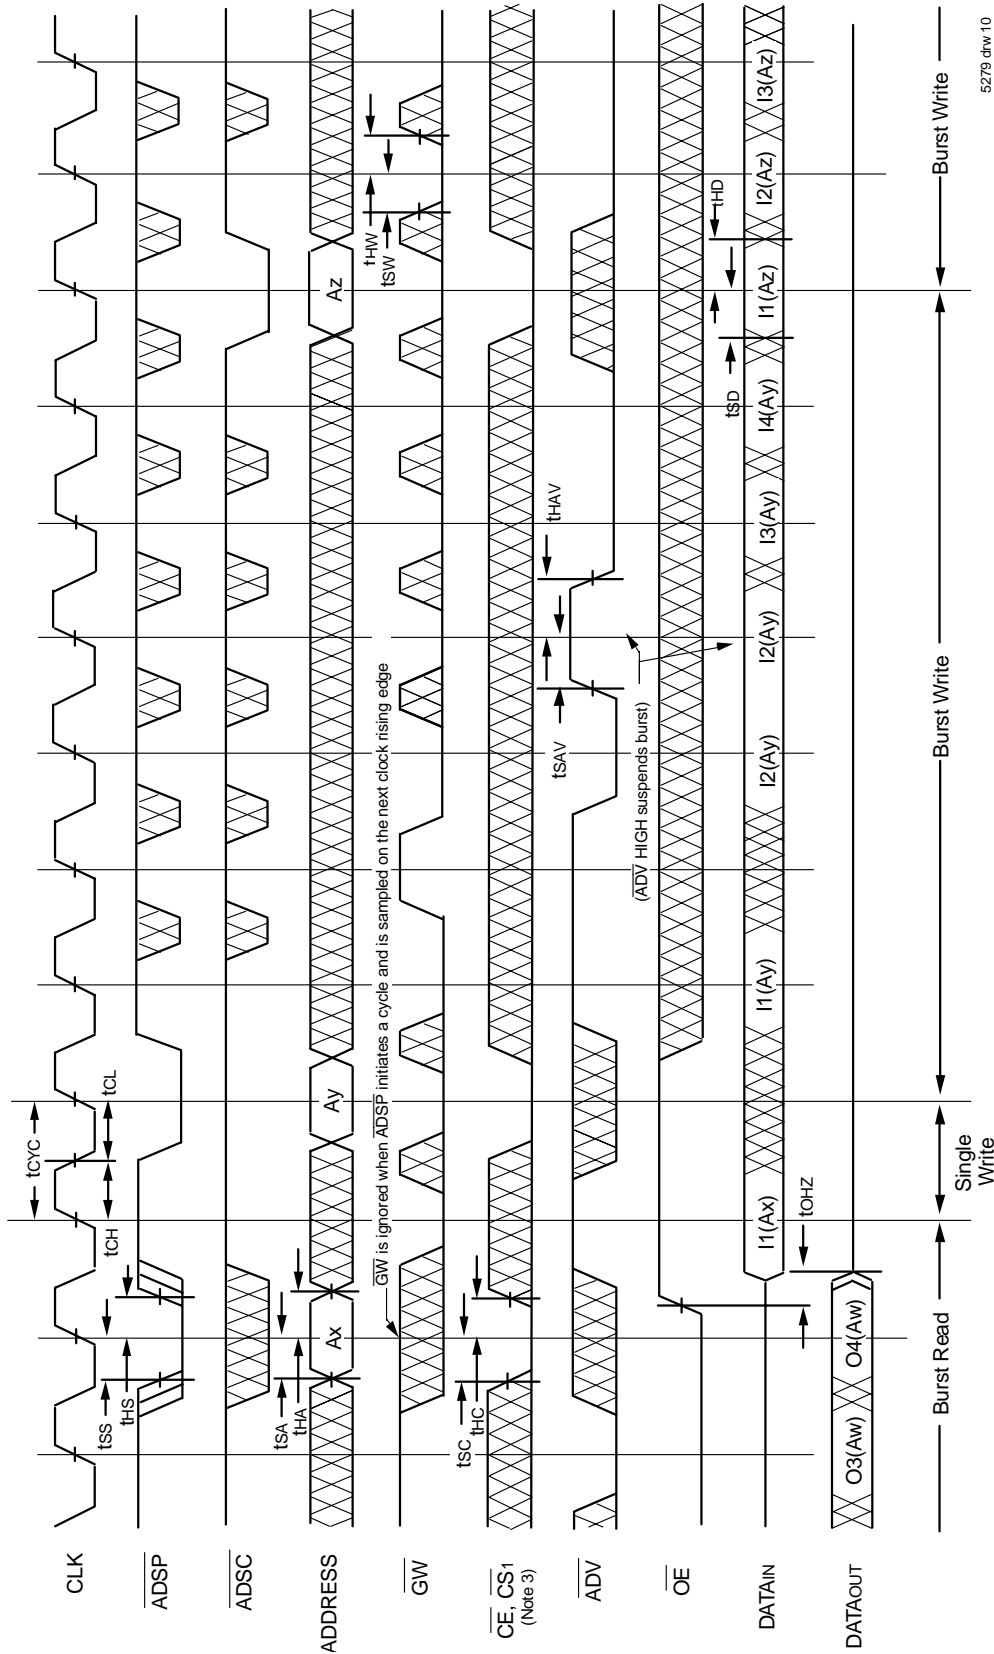 CLK
ADSP
ADSC
ADDRESS
GW
CE, CS1
(Note 3)
ADV
OE
DATAIN
DATAOUT
tCYC
tCH
tCL
tSS
tHS
tSA
tHA
Ax
Ay
Az
GW is ignored when ADSP initiates a cycle and is sampled on the next clock rising edge
tHW
tSW
tSC
tHC
tSAV
tHAV
(ADV HIGH suspends burst)
I1(Ax)
I1(Ay)
I2(Ay)
I2(Ay)
I3(Ay)
I4(Ay)
I1(Az)
I2(Az)
I3(Az)
tSD
tHD
tOHZ
O3(Aw)
O4(Aw)
Burst Read
Single
Write
Burst Write
Burst Write
5279 drw 10